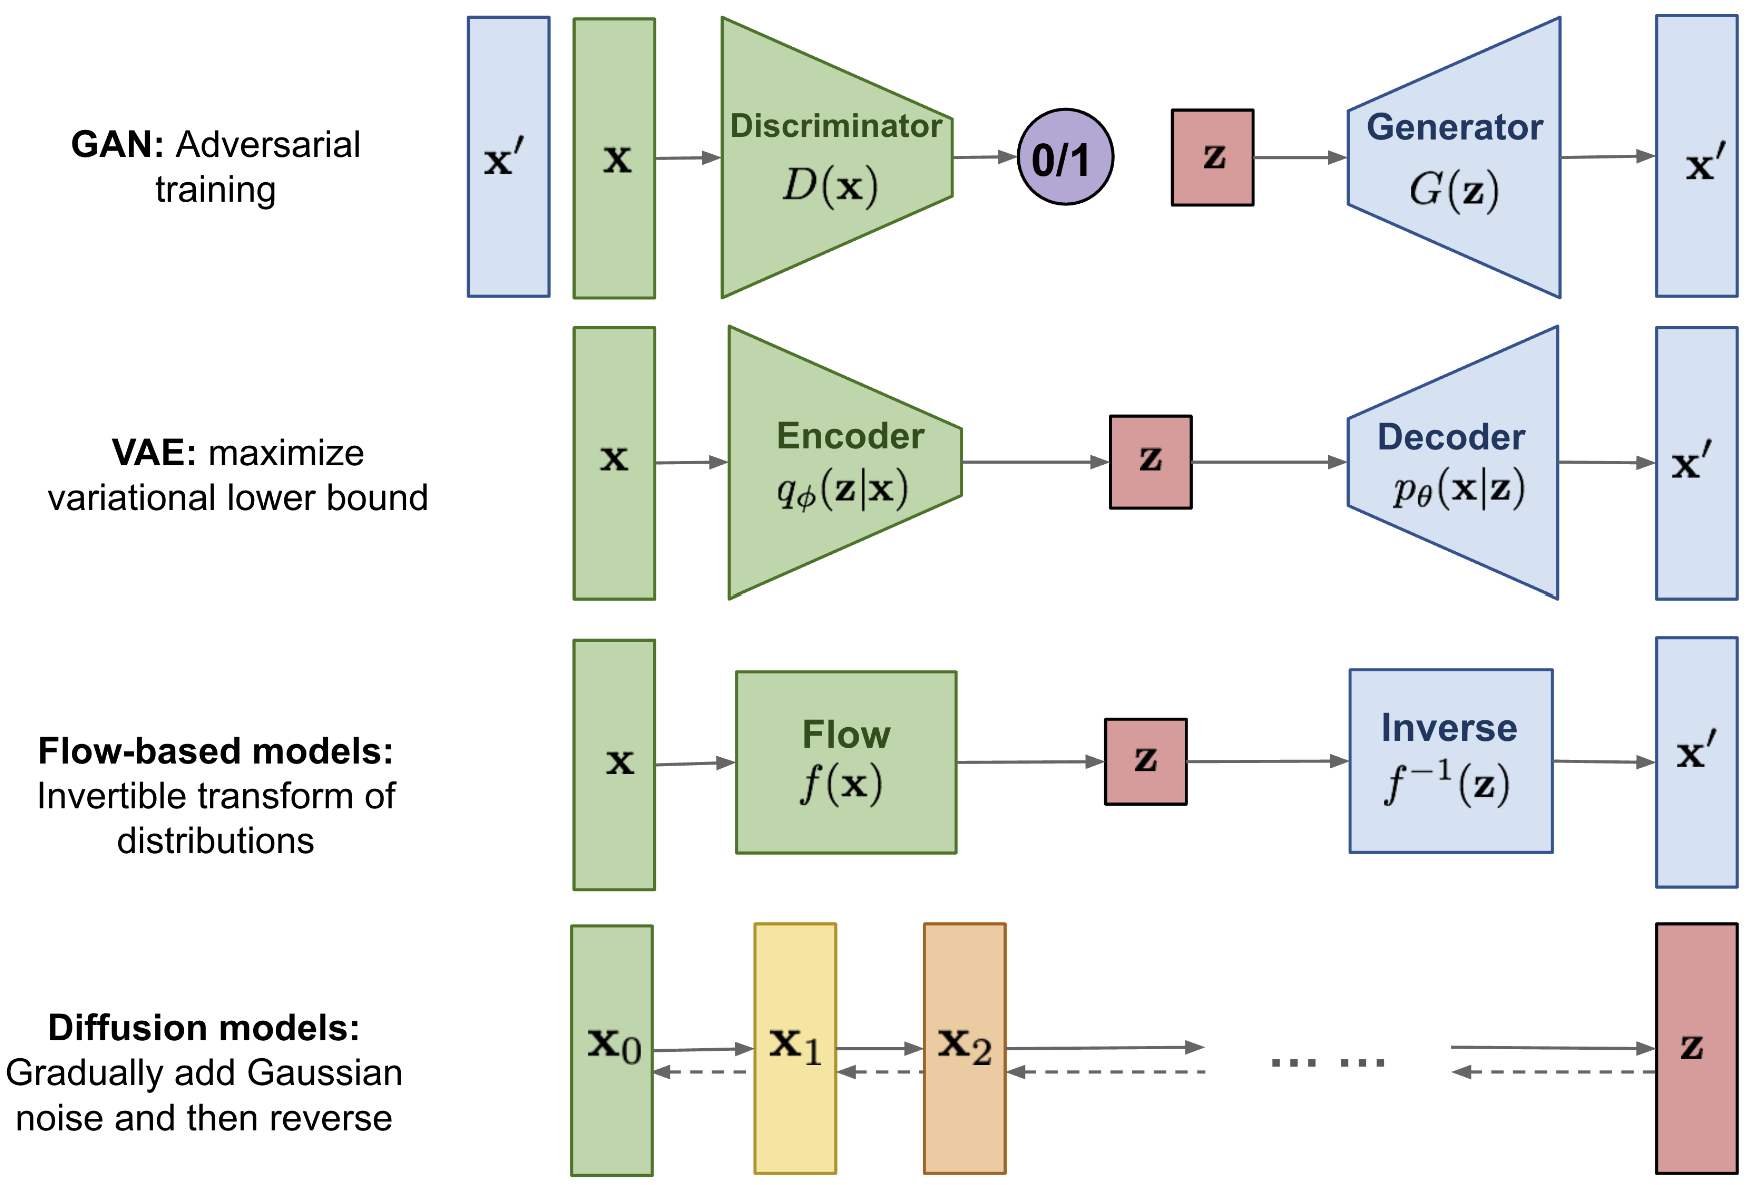 GAN: Adversarial
training
x′
x
Discriminator
D(x)
0/1
z
Generator
G(z)
x′
VAE: maximize
variational lower bound
x
Encoder
qϕ(z|x)
z
Decoder
pθ(x|z)
x′
Flow-based models:
Invertible transform of
distributions
x
Flow
f(x)
z
Inverse
f⁻¹(z)
x′
Diffusion models:
Gradually add Gaussian
noise and then reverse
x₀
x₁
x₂
... ...
z